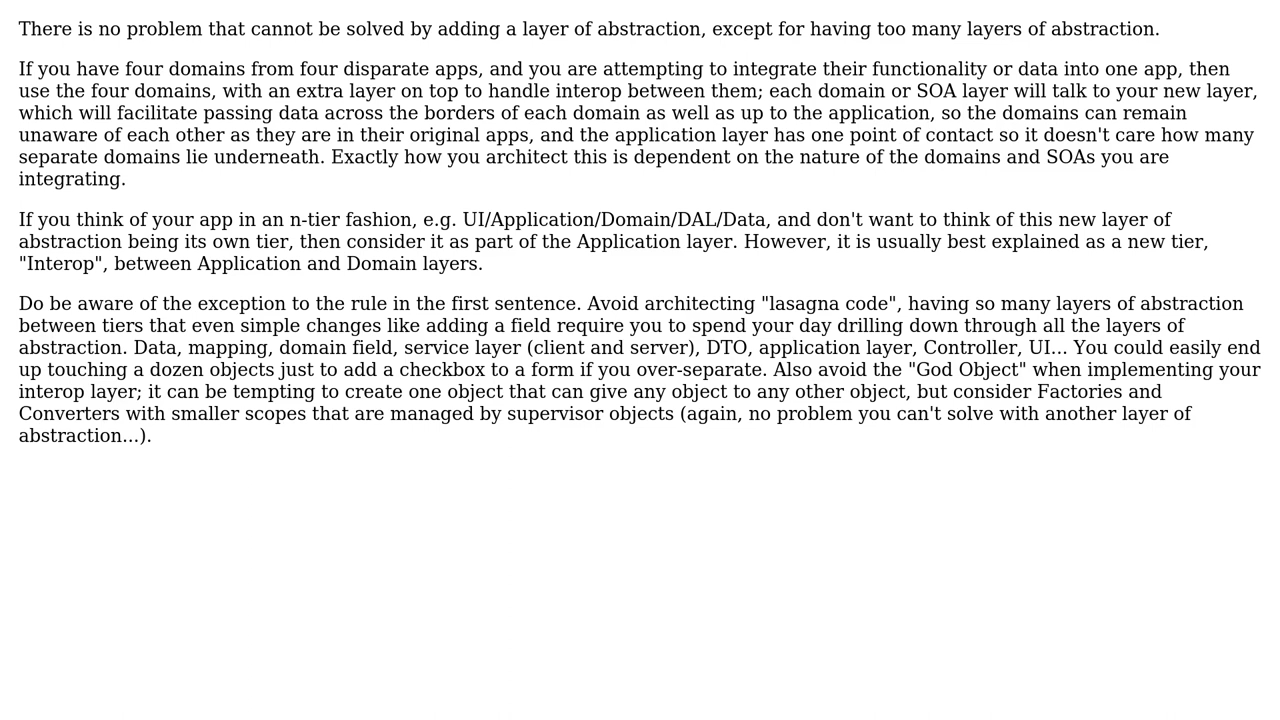 There is no problem that cannot be solved by adding a layer of abstraction, except for having too many layers of abstraction.
If you have four domains from four disparate apps, and you are attempting to integrate their functionality or data into one app, then
use the four domains, with an extra layer on top to handle interop between them; each domain or SOA layer will talk to your new layer,
which will facilitate passing data across the borders of each domain as well as up to the application, so the domains can remain
unaware of each other as they are in their original apps, and the application layer has one point of contact so it doesn't care how many
separate domains lie underneath. Exactly how you architect this is dependent on the nature of the domains and SOAs you are
integrating.
If you think of your app in an n-tier fashion, e.g. UI/Application/Domain/DAL/Data, and don't want to think of this new layer of
abstraction being its own tier, then consider it as part of the Application layer. However, it is usually best explained as a new tier,
"Interop", between Application and Domain layers.
Do be aware of the exception to the rule in the first sentence. Avoid architecting "lasagna code", having so many layers of abstraction
between tiers that even simple changes like adding a field require you to spend your day drilling down through all the layers of
abstraction. Data, mapping, domain field, service layer (client and server), DTO, application layer, Controller, UI... You could easily end
up touching a dozen objects just to add a checkbox to a form if you over-separate. Also avoid the "God Object" when implementing your
interop layer; it can be tempting to create one object that can give any object to any other object, but consider Factories and
Converters with smaller scopes that are managed by supervisor objects (again, no problem you can't solve with another layer of
abstraction...).